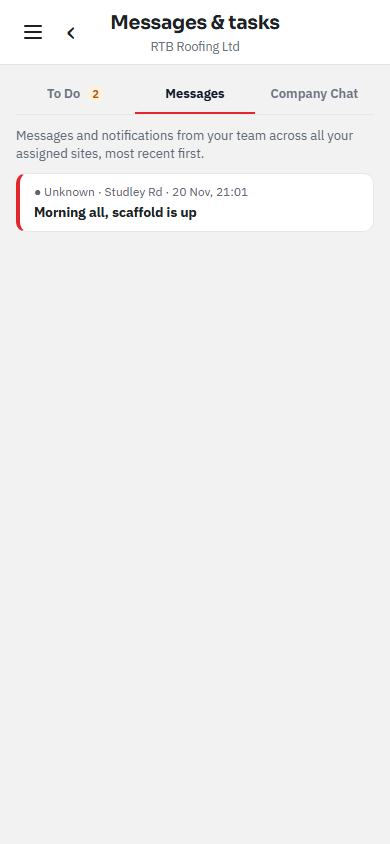 Messages & tasks
RTB Roofing Ltd
To Do 2
Messages
Company Chat
Messages and notifications from your team across all your
assigned sites, most recent first.
● Unknown · Studley Rd · 20 Nov, 21:01
Morning all, scaffold is up